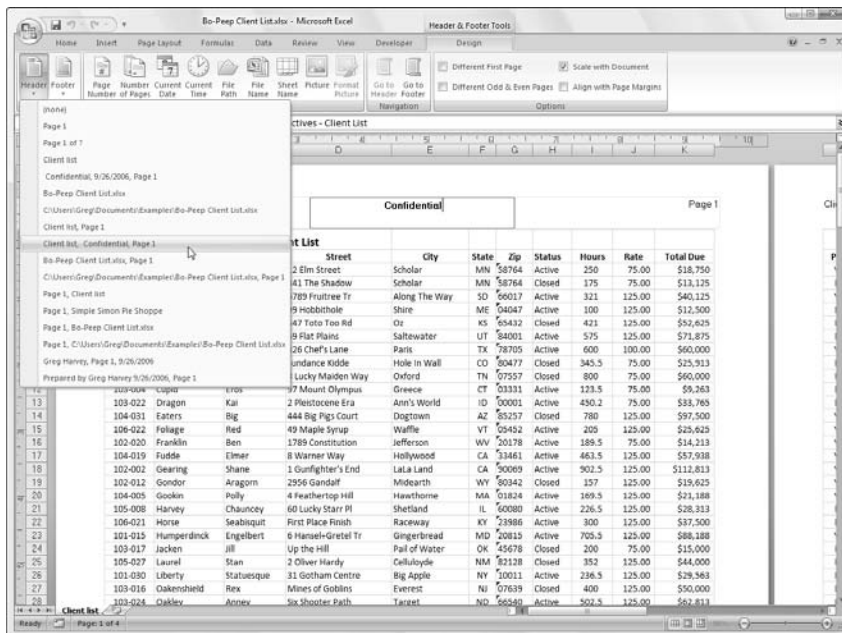 Bo-Peep Client List.xlsx - Microsoft Excel
Header & Footer Tools
Home Insert Page Layout Formulas Data Review View Developer Design
Header Footer Page Number Number of Pages Current Date Current Time File Path File Name Sheet Name Picture Format Picture Go to Header Go to Footer
Different First Page Scale with Document
Different Odd & Even Pages Align with Page Margins
Navigation Options
(none)
Page 1
Page 1 of ?
Client list
Confidential, 9/26/2006, Page 1
Bo-Peep Client List.xlsx
C:\Users\Greg\Documents\Examples\Bo-Peep Client List.xlsx
Client list, Page 1
Client list, Confidential, Page 1
Bo-Peep Client List.xlsx, Page 1
C:\Users\Greg\Documents\Examples\Bo-Peep Client List.xlsx, Page 1
Page 1, Client list
Page 1, Simple Simon Pie Shoppe
Page 1, Bo-Peep Client List.xlsx
Page 1, C:\Users\Greg\Documents\Examples\Bo-Peep Client List.xlsx
Greg Harvey, Page 1, 9/26/2006
Prepared by Greg Harvey 9/26/2006, Page 1
ctives - Client List
D E F G H I J K
Confidential
Page 1
Cli
nt List
Street City State Zip Status Hours Rate Total Due
2 Elm Street Scholar MN 58764 Active 250 75.00 $18,750
41 The Shadow Scholar MN 58764 Closed 175 75.00 $13,125
789 Fruitree Tr Along The Way SD 66017 Active 321 125.00 $40,125
9 Hobbithole Shire ME 04047 Active 100 125.00 $12,500
47 Toto Too Rd Oz KS 65432 Closed 421 125.00 $52,625
9 Flat Plains Saltewater UT 84001 Active 575 125.00 $71,875
26 Chef's Lane Paris TX 78705 Active 600 100.00 $60,000
undance Kidde Hole In Wall CO 80477 Closed 345.5 75.00 $25,913
Lucky Maiden Way Oxford TN 07557 Closed 800 75.00 $60,000
12 103-004 Cupid Eros 97 Mount Olympus Greece CT 03331 Active 123.5 75.00 $9,263
13 103-022 Dragon Kai 2 Pleistocene Era Ann's World ID 00001 Active 450.2 75.00 $33,765
14 104-031 Eaters Big 444 Big Pigs Court Dogtown AZ 85257 Closed 780 125.00 $97,500
15 106-022 Foliage Red 49 Maple Syrup Waffle VT 05452 Active 205 125.00 $25,625
16 102-020 Franklin Ben 1789 Constitution Jefferson WV 20178 Active 189.5 75.00 $14,213
17 104-019 Fudde Elmer 8 Warner Way Hollywood CA 33461 Active 463.5 125.00 $57,938
18 102-002 Gearing Shane 1 Gunfighter's End LaLa Land CA 90069 Active 902.5 125.00 $112,813
19 102-012 Gondor Aragorn 2956 Gandalf Midearth WY 80342 Closed 157 125.00 $19,625
20 104-005 Gookin Polly 4 Feathertop Hill Hawthorne MA 01824 Active 169.5 125.00 $21,188
21 105-008 Harvey Chauncey 60 Lucky Starr Pl Shetland IL 60080 Active 226.5 125.00 $28,313
22 106-021 Horse Seabisquit First Place Finish Raceway KY 23986 Active 300 125.00 $37,500
23 101-015 Humperdinck Engelbert 6 Hansel+Gretel Tr Gingerbread MD 20815 Active 705.5 125.00 $88,188
24 103-017 Jacken Jill Up the Hill Pail of Water OK 45678 Closed 200 75.00 $15,000
25 105-027 Laurel Stan 2 Oliver Hardy Celluloyde NM 82128 Closed 352 125.00 $44,000
26 101-030 Liberty Statuesque 31 Gotham Centre Big Apple NY 10011 Active 236.5 125.00 $29,563
27 103-016 Oakenshield Rex Mines of Goblins Everest NJ 07639 Closed 400 125.00 $50,000
28 103-024 Oakley Anney Six Shooter Path Target ND 66540 Active 502.5 125.00 $62,813
Client list
Ready Page: 1 of 4